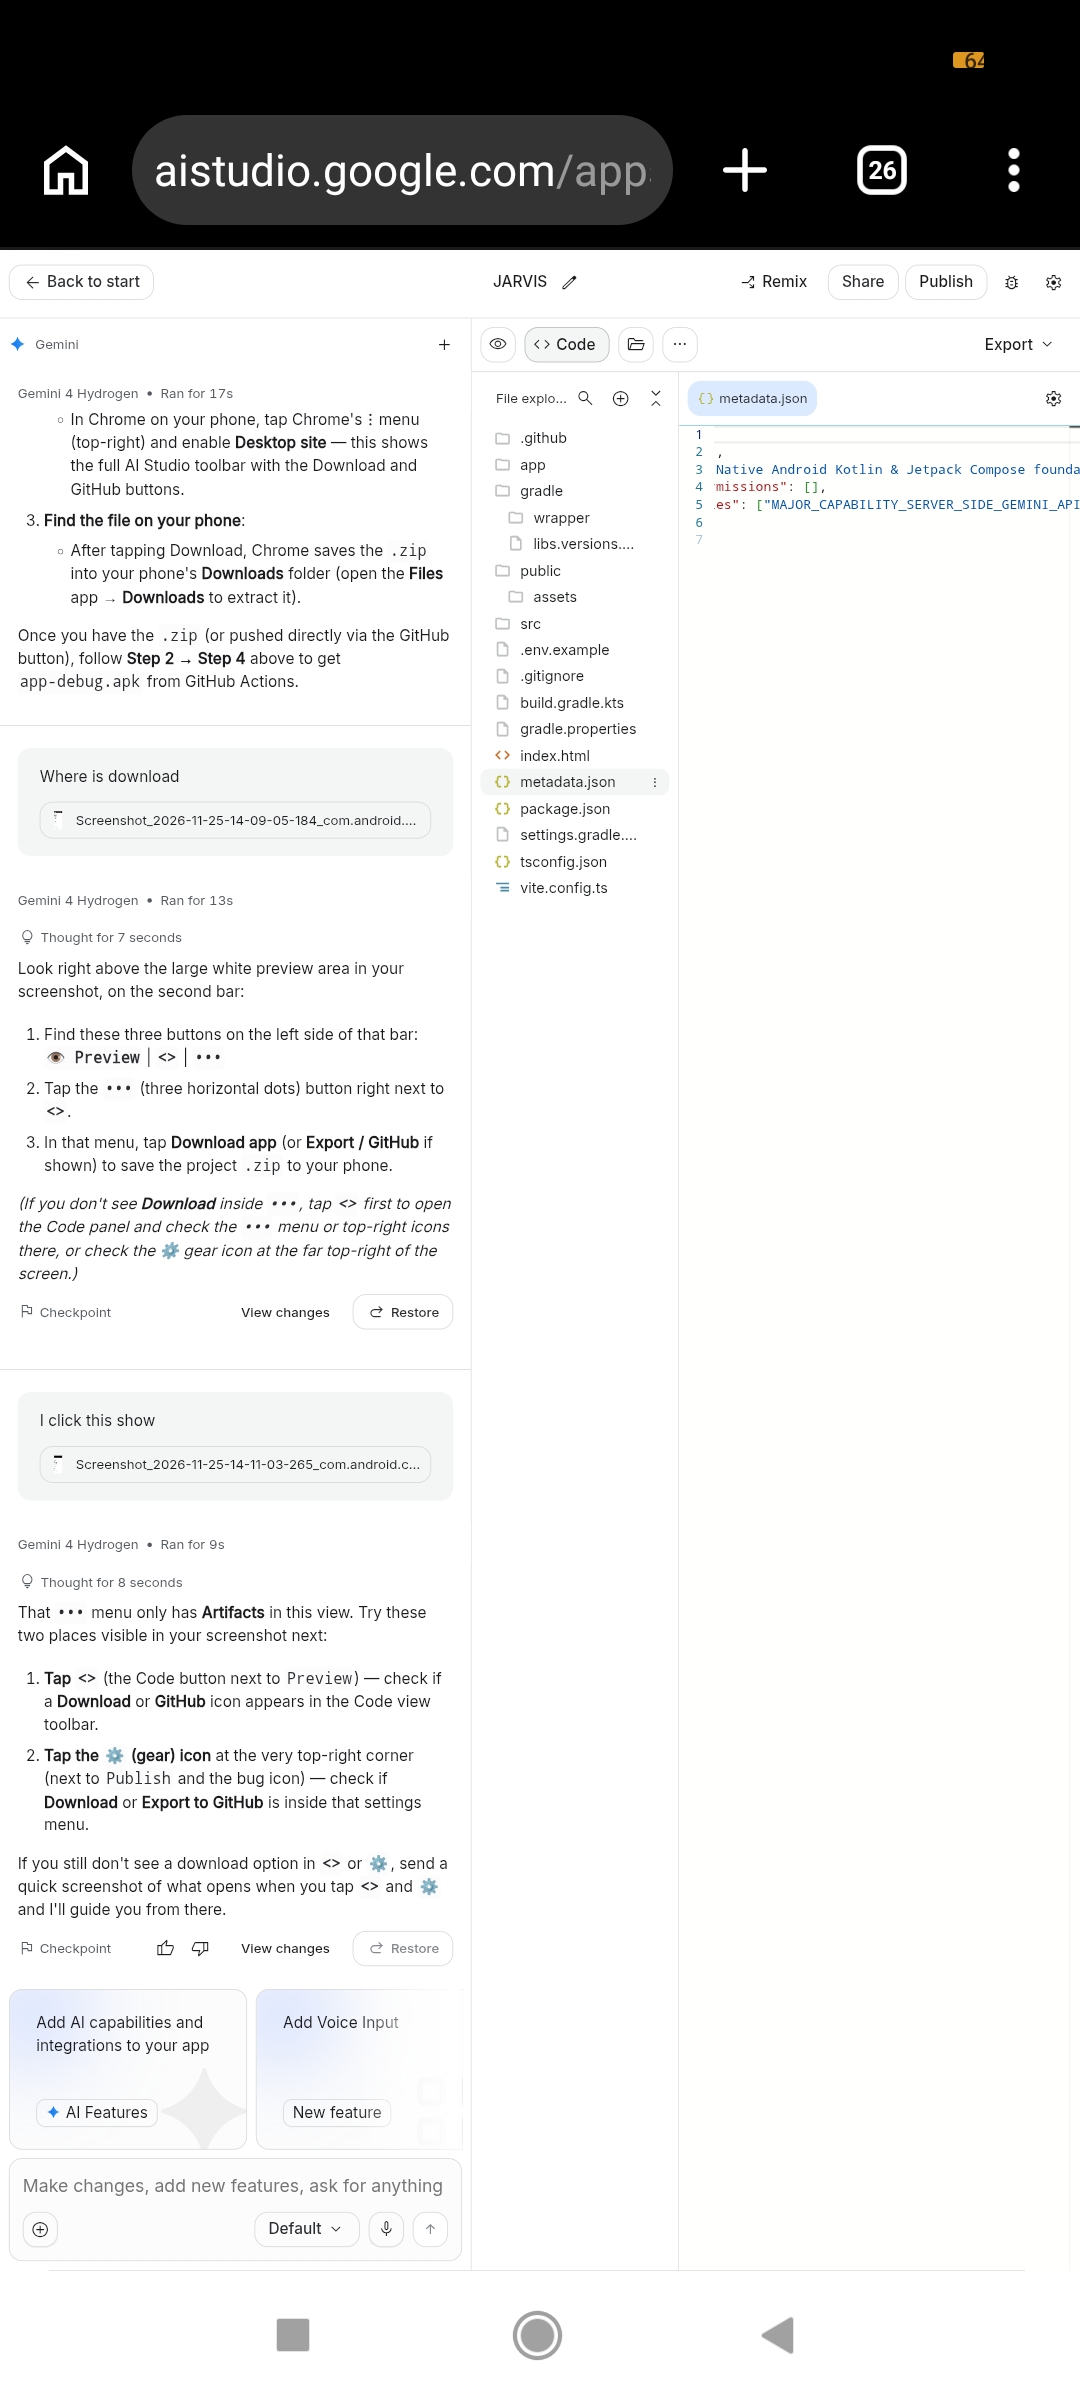 64
aistudio.google.com/app
26
Back to start
JARVIS
Remix
Share
Publish
Gemini
Code
Export
Gemini 4 Hydrogen • Ran for 17s
◦ In Chrome on your phone, tap Chrome's ⋮ menu
(top-right) and enable Desktop site — this shows
the full AI Studio toolbar with the Download and
GitHub buttons.
3. Find the file on your phone:
◦ After tapping Download, Chrome saves the .zip
into your phone's Downloads folder (open the Files
app → Downloads to extract it).
Once you have the .zip (or pushed directly via the GitHub
button), follow Step 2 → Step 4 above to get
app-debug.apk from GitHub Actions.
Where is download
Screenshot_2026-11-25-14-09-05-184_com.android....
Gemini 4 Hydrogen • Ran for 13s
Thought for 7 seconds
Look right above the large white preview area in your
screenshot, on the second bar:
1. Find these three buttons on the left side of that bar:
👁️ Preview | <> | •••
2. Tap the ••• (three horizontal dots) button right next to
<>.
3. In that menu, tap Download app (or Export / GitHub if
shown) to save the project .zip to your phone.
(If you don't see Download inside •••, tap <> first to open
the Code panel and check the ••• menu or top-right icons
there, or check the ⚙️ gear icon at the far top-right of the
screen.)
Checkpoint
View changes
Restore
I click this show
Screenshot_2026-11-25-14-11-03-265_com.android.c...
Gemini 4 Hydrogen • Ran for 9s
Thought for 8 seconds
That ••• menu only has Artifacts in this view. Try these
two places visible in your screenshot next:
1. Tap <> (the Code button next to Preview) — check if
a Download or GitHub icon appears in the Code view
toolbar.
2. Tap the ⚙️ (gear) icon at the very top-right corner
(next to Publish and the bug icon) — check if
Download or Export to GitHub is inside that settings
menu.
If you still don't see a download option in <> or ⚙️, send a
quick screenshot of what opens when you tap <> and ⚙️
and I'll guide you from there.
Checkpoint
View changes
Restore
Add AI capabilities and
integrations to your app
AI Features
Add Voice Input
New feature
Make changes, add new features, ask for anything
Default
File explo...
.github
app
gradle
wrapper
libs.versions....
public
assets
src
.env.example
.gitignore
build.gradle.kts
gradle.properties
index.html
metadata.json
package.json
settings.gradle....
tsconfig.json
vite.config.ts
{} metadata.json
1
2 ,
3 Native Android Kotlin & Jetpack Compose founda
4 missions": [],
5 es": ["MAJOR_CAPABILITY_SERVER_SIDE_GEMINI_API
6
7